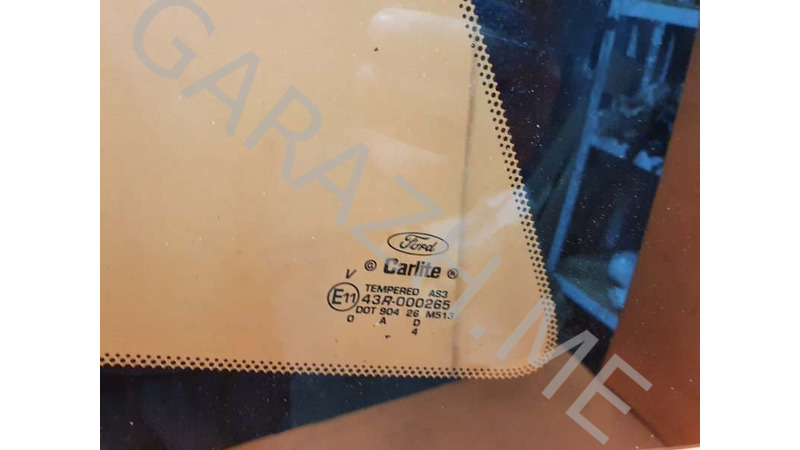 GARAZH.ME
Ford
G Carlite ®
V
TEMPERED AS3
E11 43R-000265
DOT 904 26 M513
0 A D
4